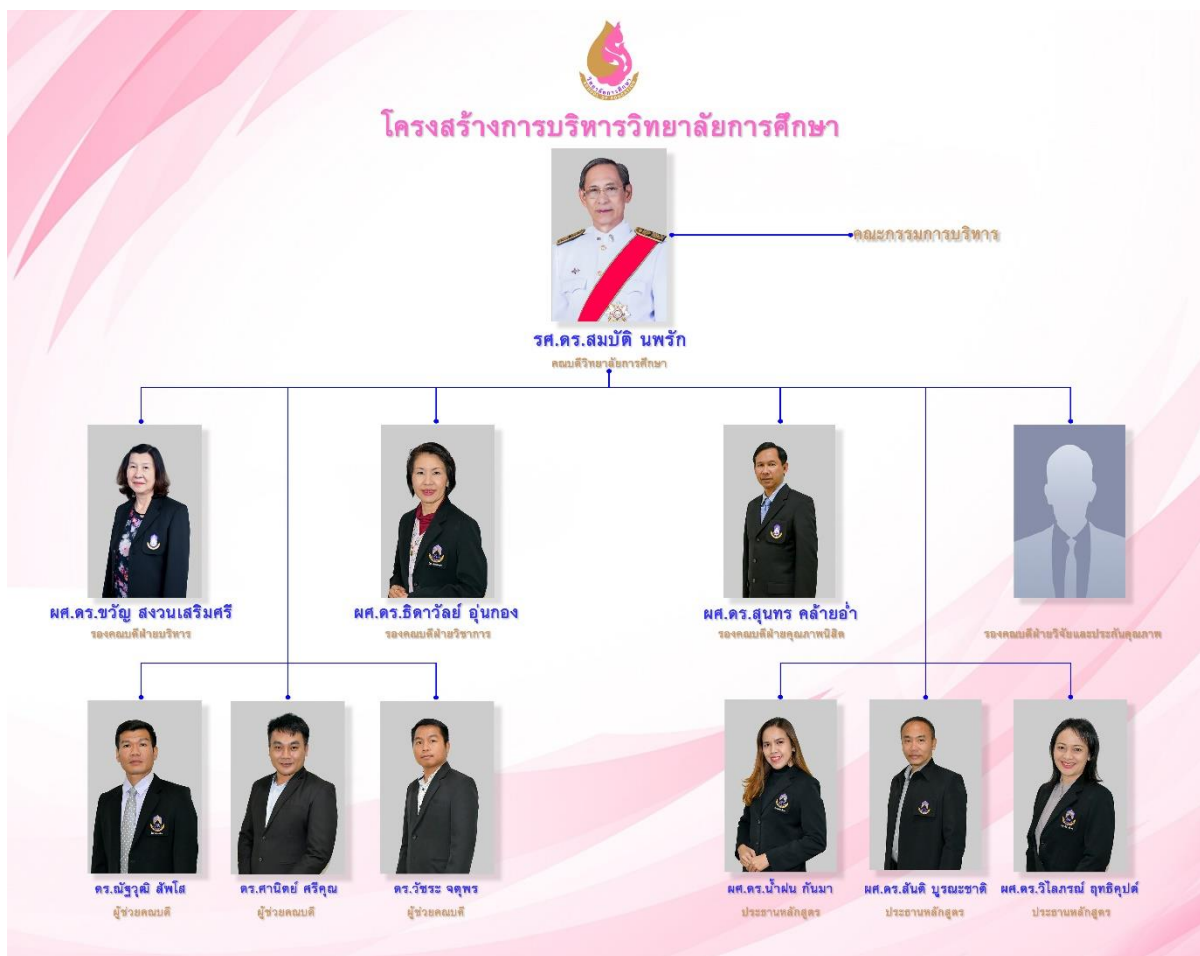 วิทยาลัยการศึกษา
SCHOOL OF EDUCATION
โครงสร้างการบริหารวิทยาลัยการศึกษา
คณะกรรมการบริหาร
รศ.ดร.สมบัติ นพรัก
คณบดีวิทยาลัยการศึกษา
ผศ.ดร.ขวัญ สงวนเสริมศรี
รองคณบดีฝ่ายบริหาร
ผศ.ดร.ธิดาวัลย์ อุ่นกอง
รองคณบดีฝ่ายวิชาการ
ผศ.ดร.สุนทร คล้ายอ่ำ
รองคณบดีฝ่ายคุณภาพนิสิต
รองคณบดีฝ่ายวิจัยและประกันคุณภาพ
ดร.ณัฐวุฒิ สัพโส
ผู้ช่วยคณบดี
ดร.ศานิตย์ ศรีคุณ
ผู้ช่วยคณบดี
ดร.วัชระ จตุพร
ผู้ช่วยคณบดี
ผศ.ดร.น้ำฝน กันมา
ประธานหลักสูตร
ผศ.ดร.สันติ บูรณะชาติ
ประธานหลักสูตร
ผศ.ดร.วิไลภรณ์ ฤทธิคุปต์
ประธานหลักสูตร